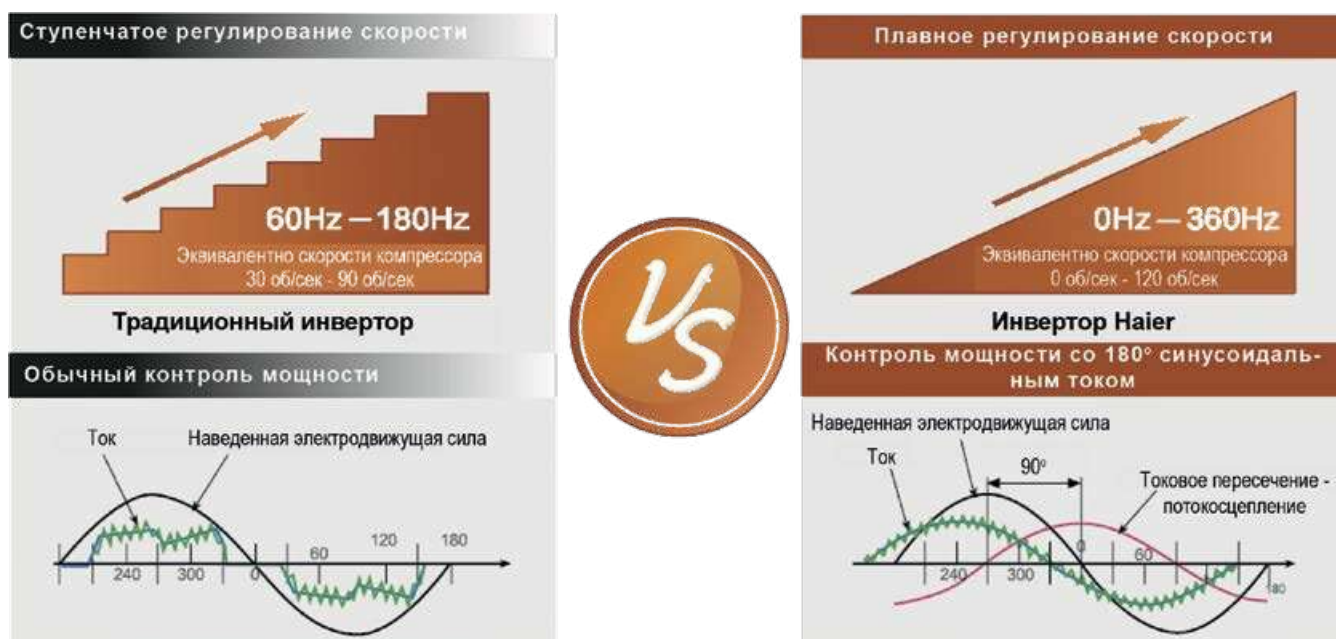 Ступенчатое регулирование скорости
60Hz – 180Hz
Эквивалентно скорости компрессора
30 об/сек - 90 об/сек
Традиционный инвертор
Обычный контроль мощности
Ток
Наведенная электродвижущая сила
240
300
0
60
120
180
VS
Плавное регулирование скорости
0Hz – 360Hz
Эквивалентно скорости компрессора
0 об/сек - 120 об/сек
Инвертор Haier
Контроль мощности со 180° синусоидаль-
ным током
Наведенная электродвижущая сила
Ток
90°
Токовое пересечение -
потокосцепление
240
300
0
60
180